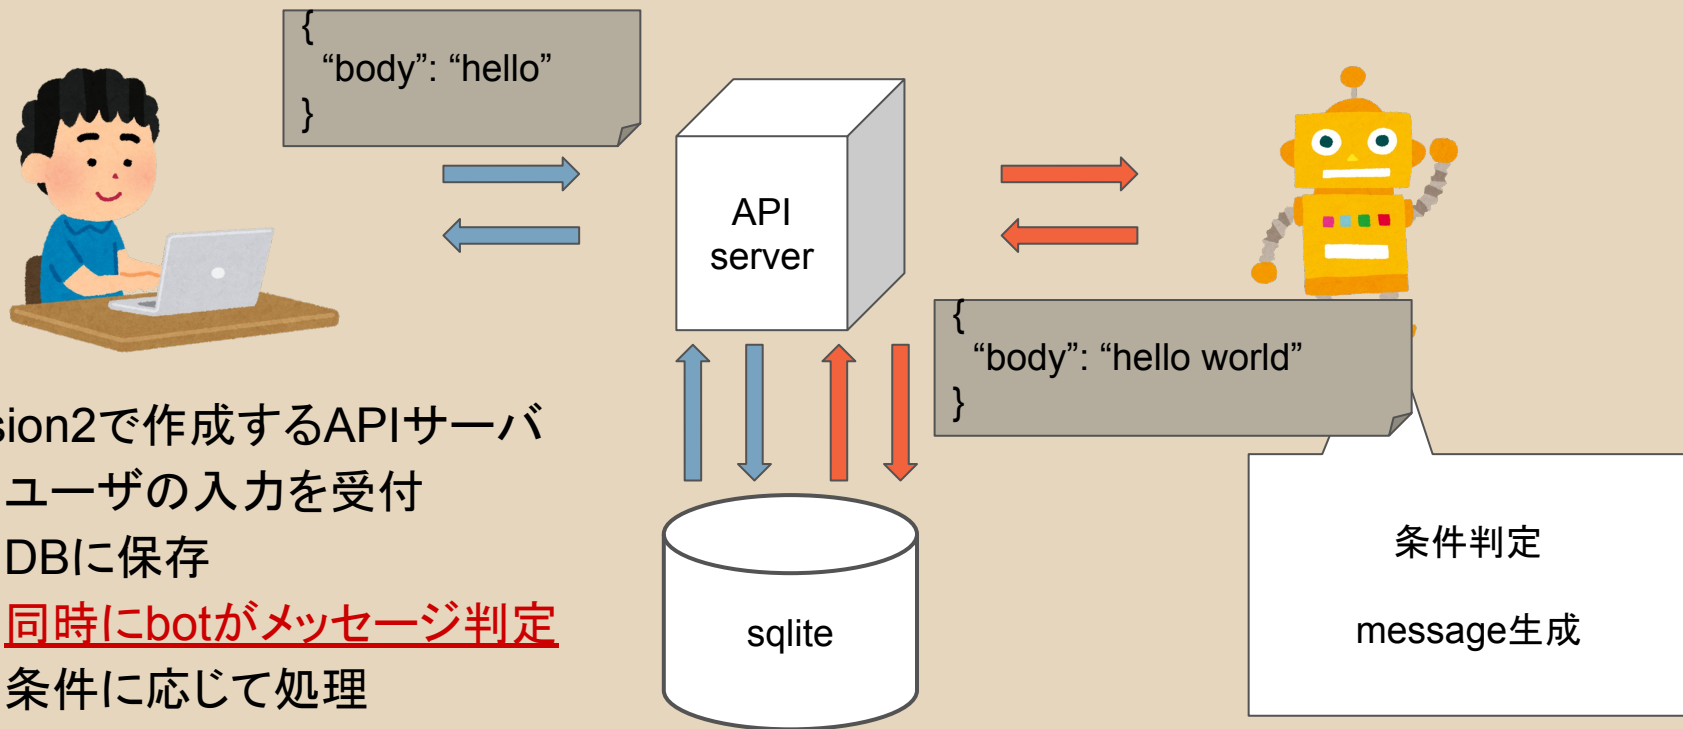 {
“body”: “hello”
}
API
server
{
“body”: “hello world”
}
sion2で作成するAPIサーバ
ユーザの入力を受付
DBに保存
同時にbotがメッセージ判定
条件に応じて処理
sqlite
条件判定
message生成